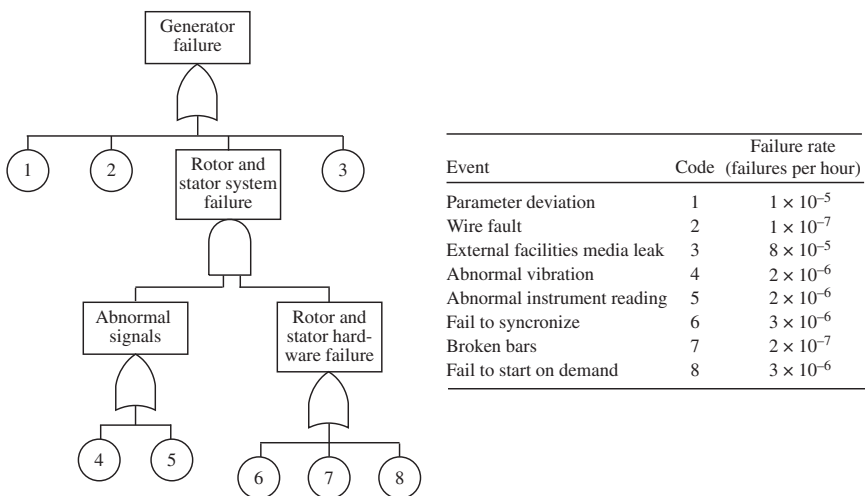 Generator
failure
1
2
Rotor and
stator system
failure
3
Abnormal
signals
Rotor and
stator hard-
ware failure
4
5
6
7
8
Failure rate
Event Code (failures per hour)
Parameter deviation 1 1 × 10⁻⁵
Wire fault 2 1 × 10⁻⁷
External facilities media leak 3 8 × 10⁻⁵
Abnormal vibration 4 2 × 10⁻⁶
Abnormal instrument reading 5 2 × 10⁻⁶
Fail to syncronize 6 3 × 10⁻⁶
Broken bars 7 2 × 10⁻⁷
Fail to start on demand 8 3 × 10⁻⁶